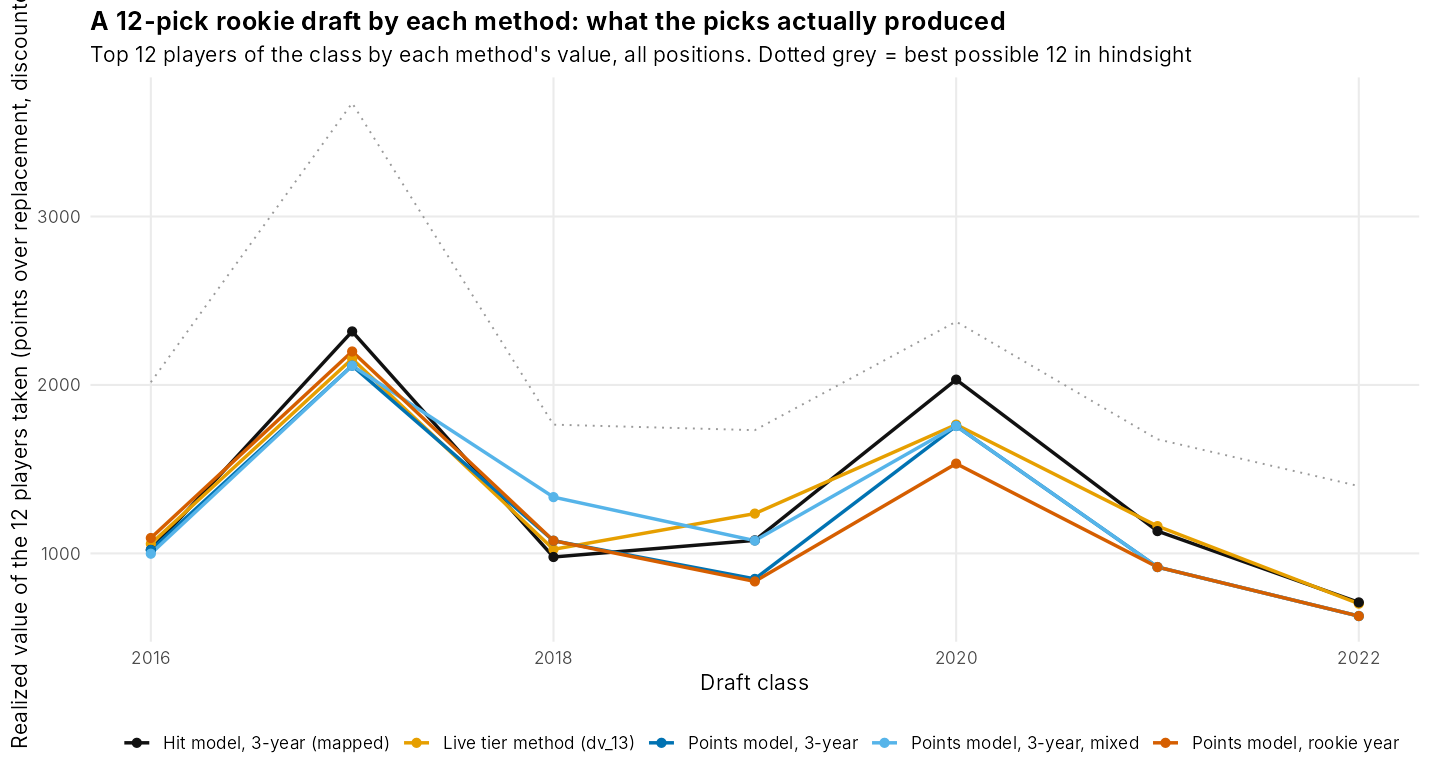 A 12-pick rookie draft by each method: what the picks actually produced
Top 12 players of the class by each method's value, all positions. Dotted grey = best possible 12 in hindsight
Realized value of the 12 players taken (points over replacement, discount
3000
2000
1000
2016
2018
2020
2022
Draft class
Hit model, 3-year (mapped)
Live tier method (dv_13)
Points model, 3-year
Points model, 3-year, mixed
Points model, rookie year